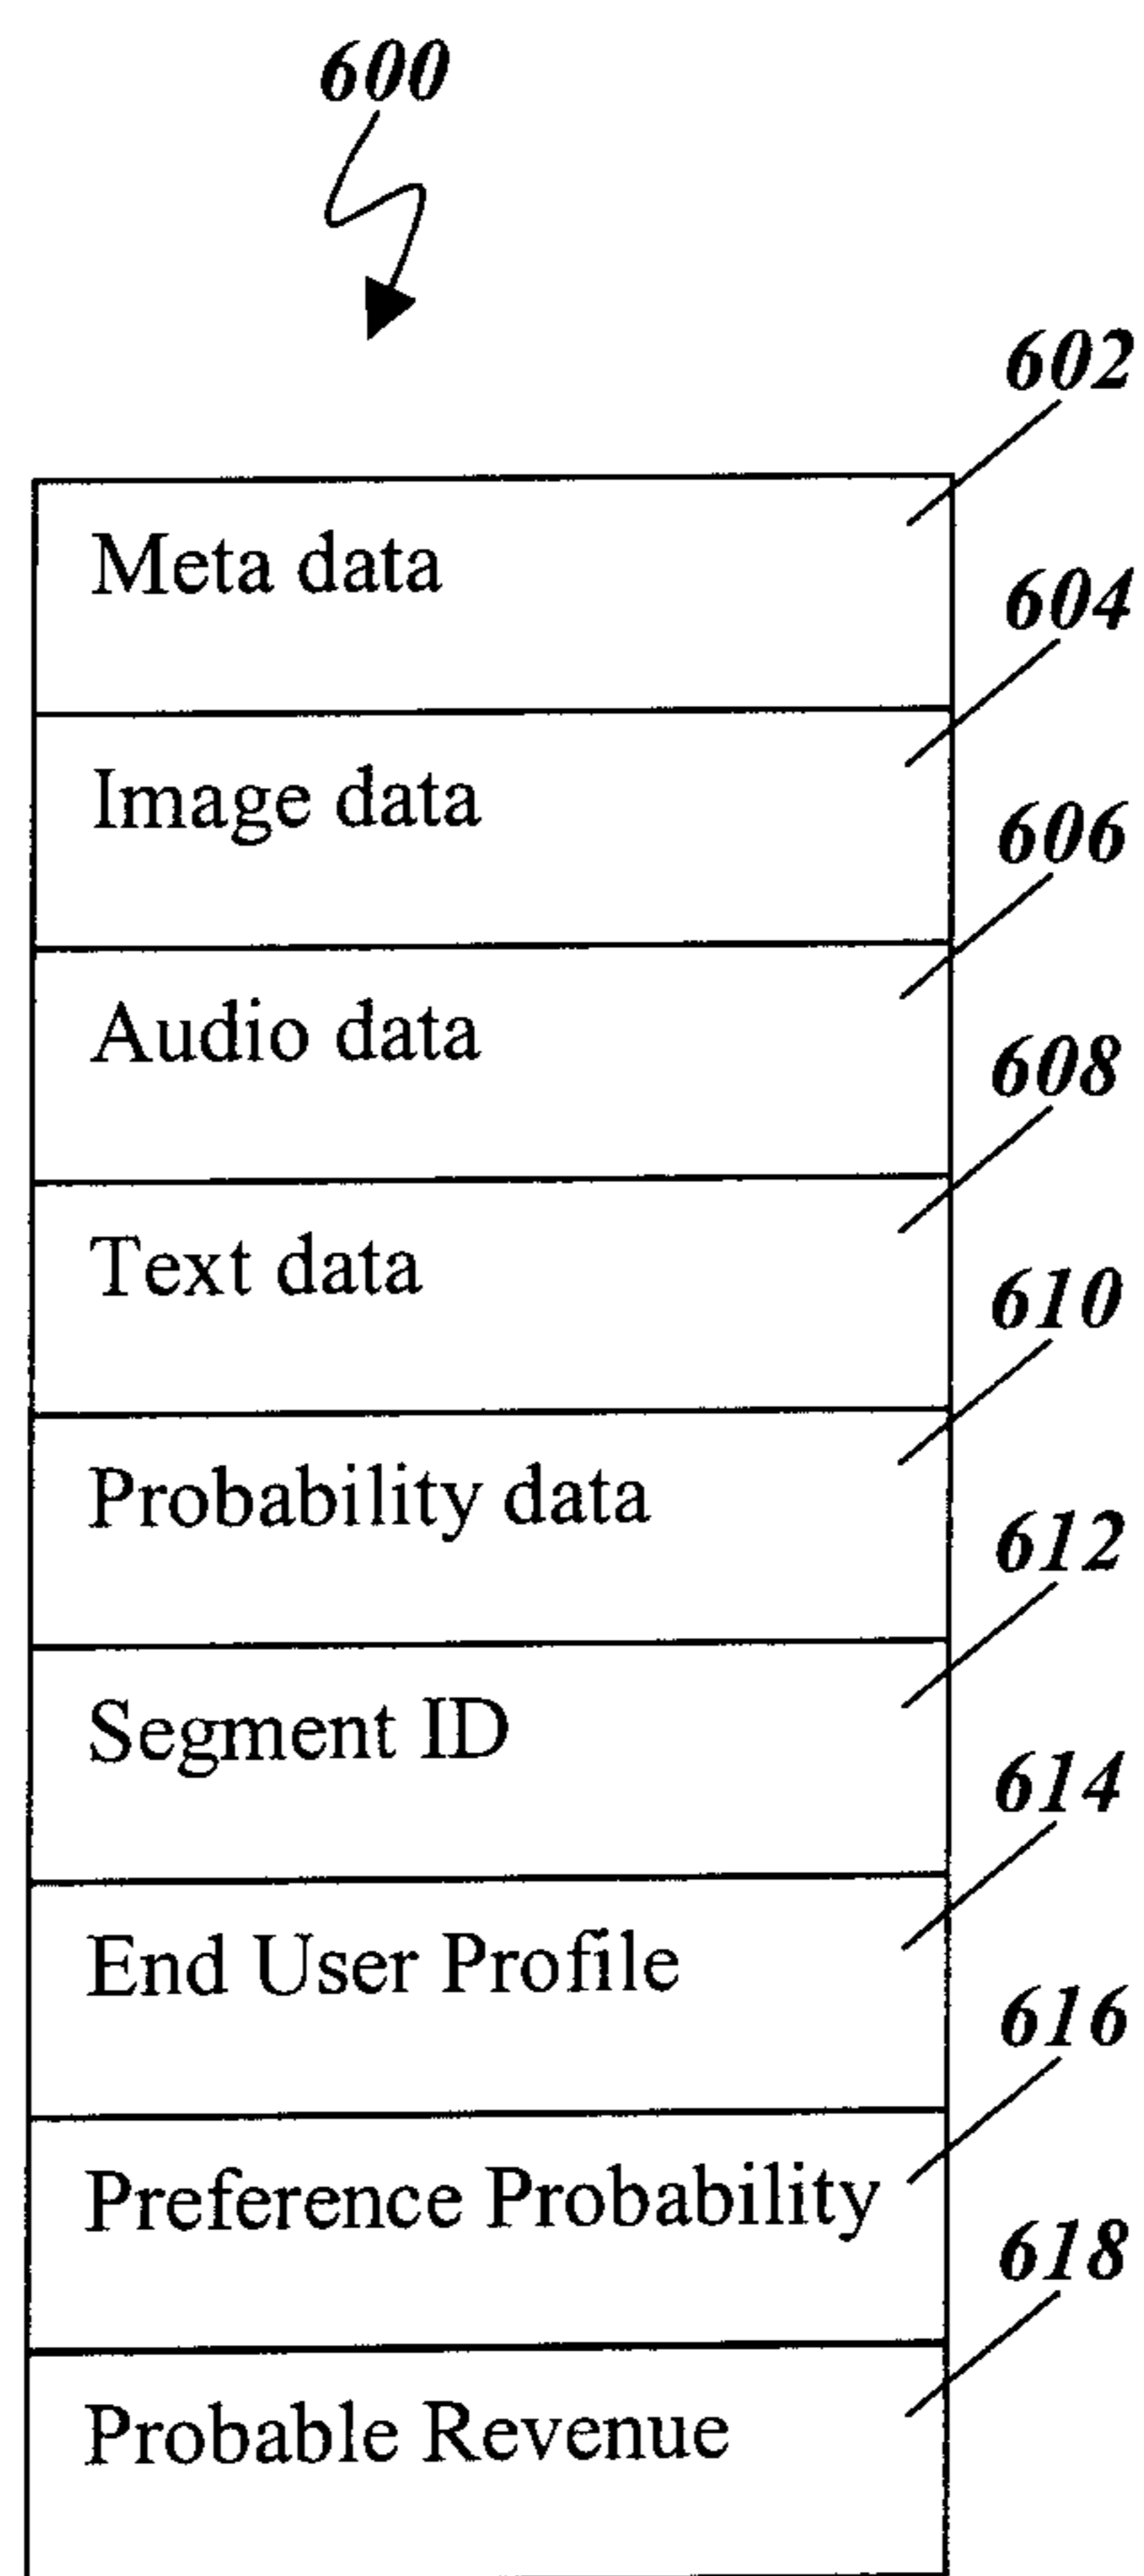 600
602
Meta data
604
Image data
606
Audio data
608
Text data
610
Probability data
612
Segment ID
614
End User Profile
616
Preference Probability
618
Probable Revenue